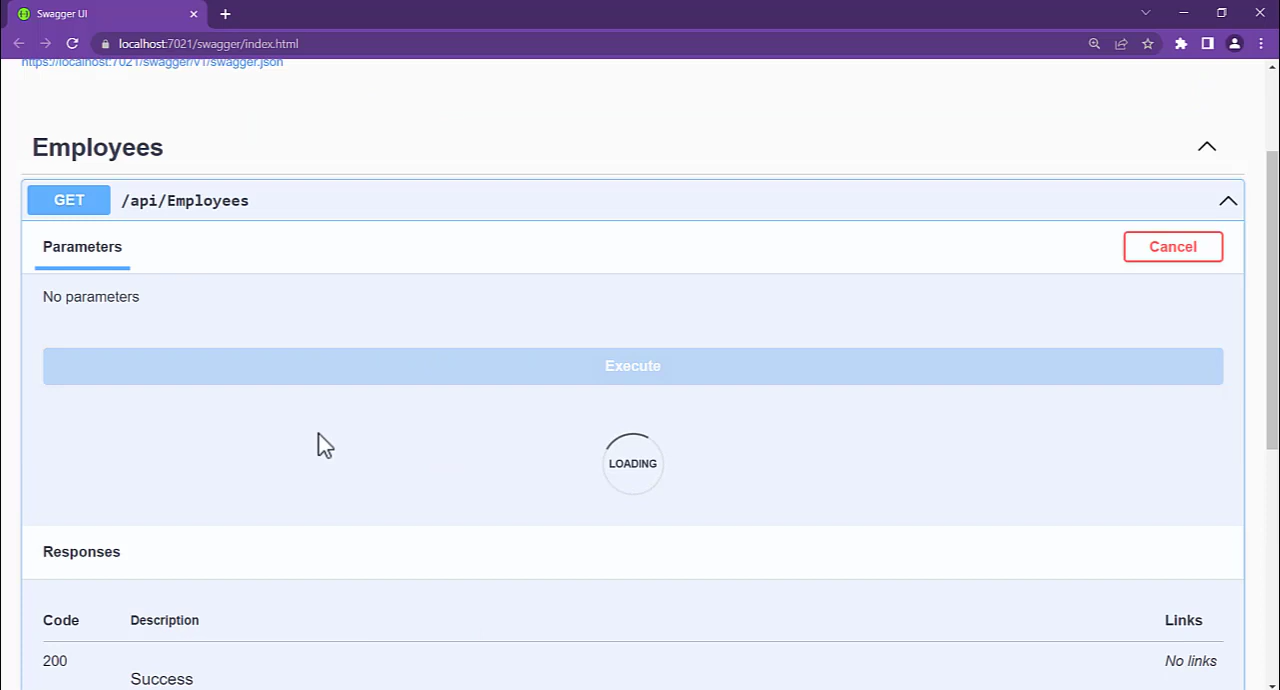 Swagger UI
localhost:7021/swagger/index.html
https://localhost:7021/swagger/v1/swagger.json
Employees
GET /api/Employees
Parameters Cancel
No parameters
Execute
LOADING
Responses
Code Description Links
200 No links
Success